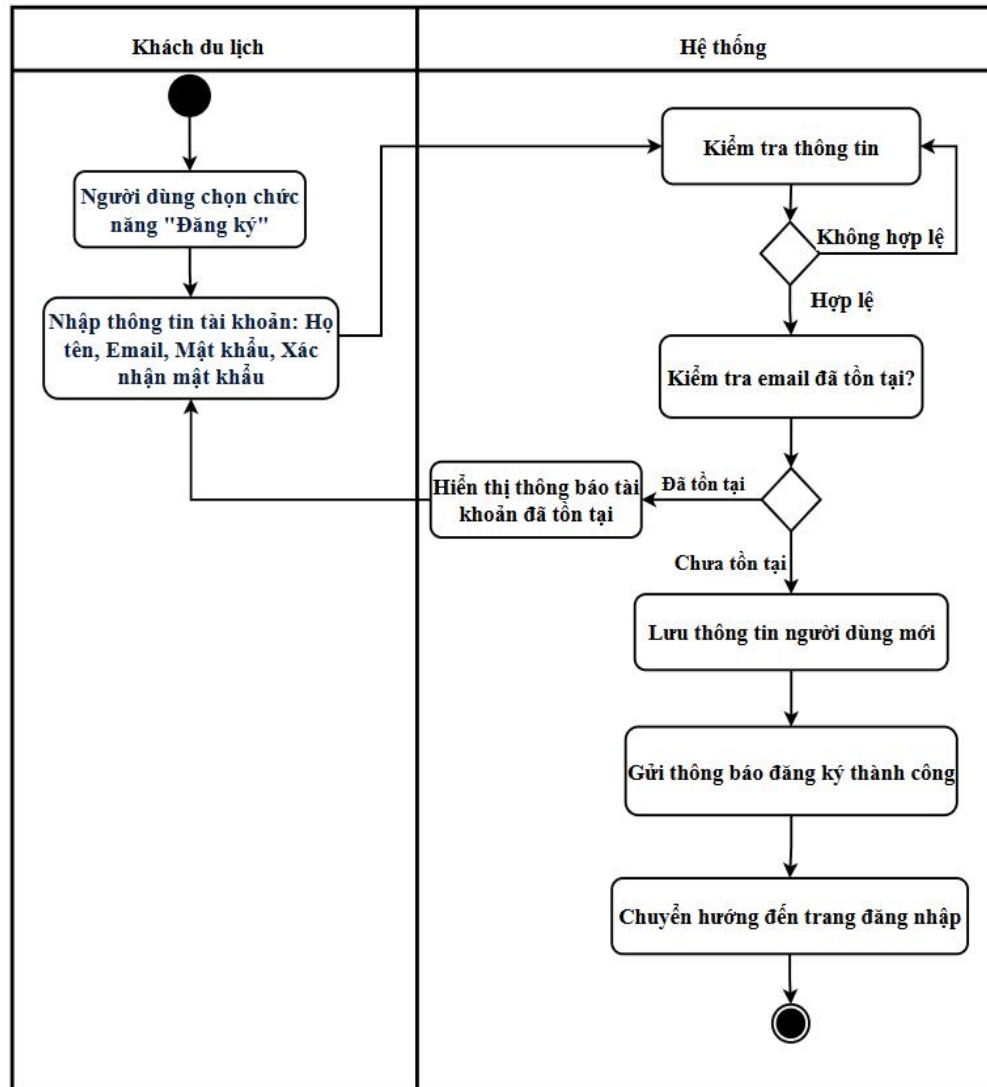 Khách du lịch
Hệ thống
Người dùng chọn chức
năng "Đăng ký"
Nhập thông tin tài khoản: Họ
tên, Email, Mật khẩu, Xác
nhận mật khẩu
Kiểm tra thông tin
Không hợp lệ
Hợp lệ
Kiểm tra email đã tồn tại?
Đã tồn tại
Hiển thị thông báo tài
khoản đã tồn tại
Chưa tồn tại
Lưu thông tin người dùng mới
Gửi thông báo đăng ký thành công
Chuyển hướng đến trang đăng nhập